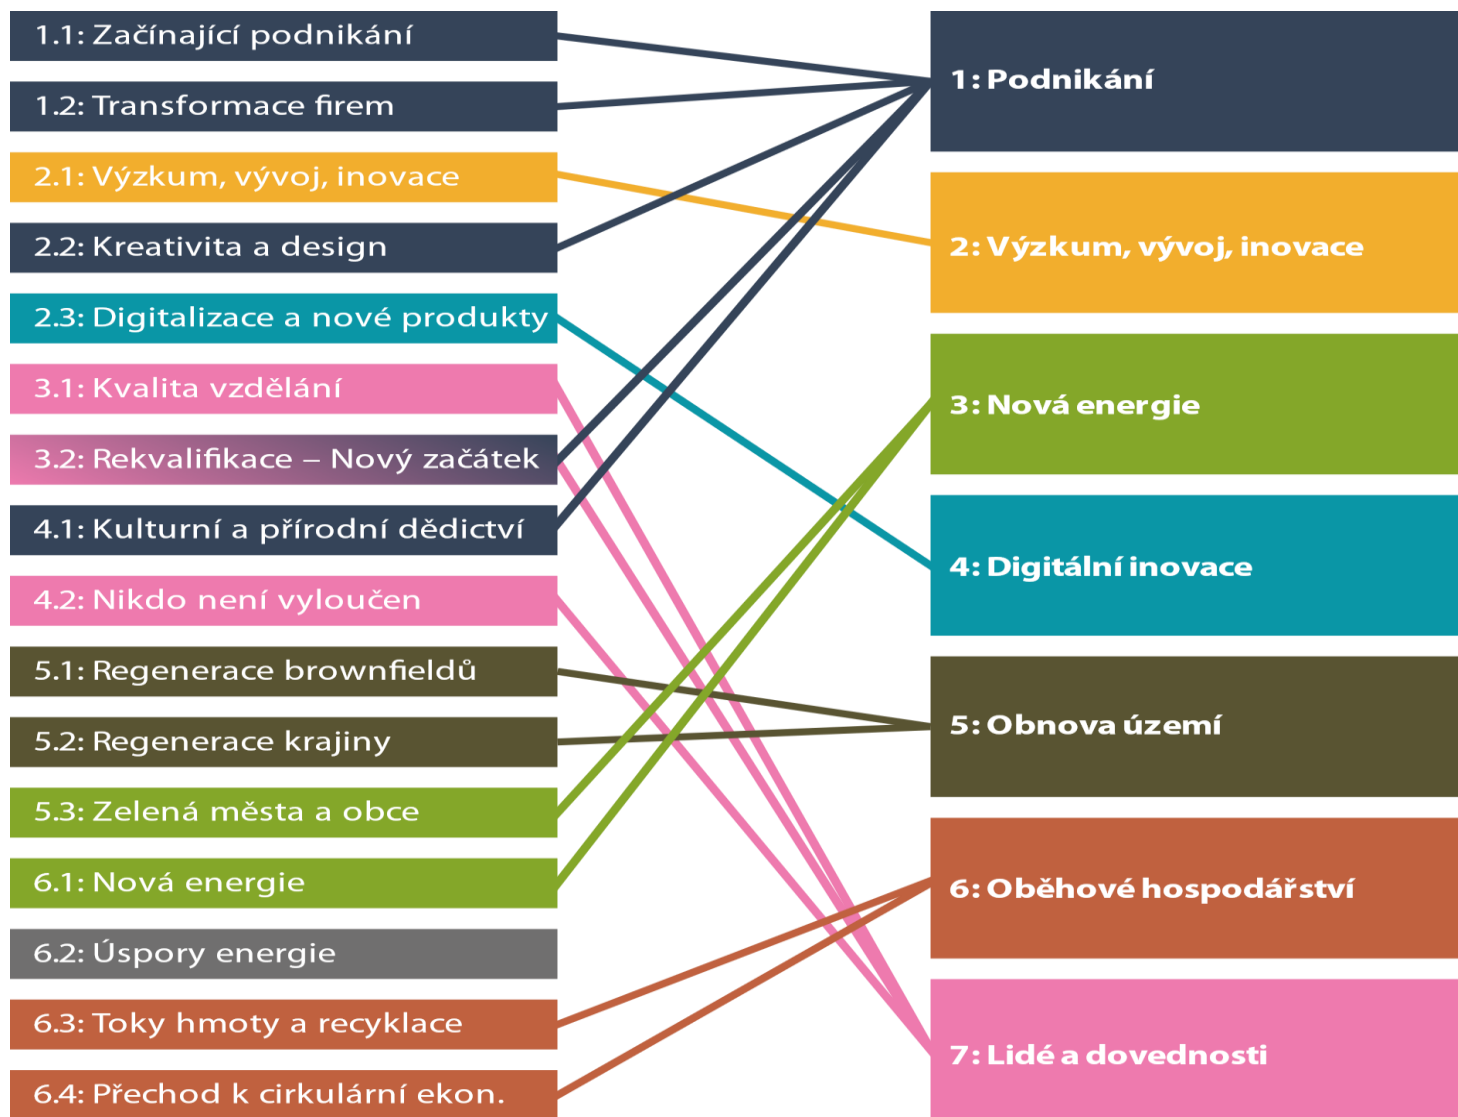 1.1: Začínající podnikání
1.2: Transformace firem
2.1: Výzkum, vývoj, inovace
2.2: Kreativita a design
2.3: Digitalizace a nové produkty
3.1: Kvalita vzdělání
3.2: Rekvalifikace – Nový začátek
4.1: Kulturní a přírodní dědictví
4.2: Nikdo není vyloučen
5.1: Regenerace brownfieldů
5.2: Regenerace krajiny
5.3: Zelená města a obce
6.1: Nová energie
6.2: Úspory energie
6.3: Toky hmoty a recyklace
6.4: Přechod k cirkulární ekon.
1: Podnikání
2: Výzkum, vývoj, inovace
3: Nová energie
4: Digitální inovace
5: Obnova území
6: Oběhové hospodářství
7: Lidé a dovednosti